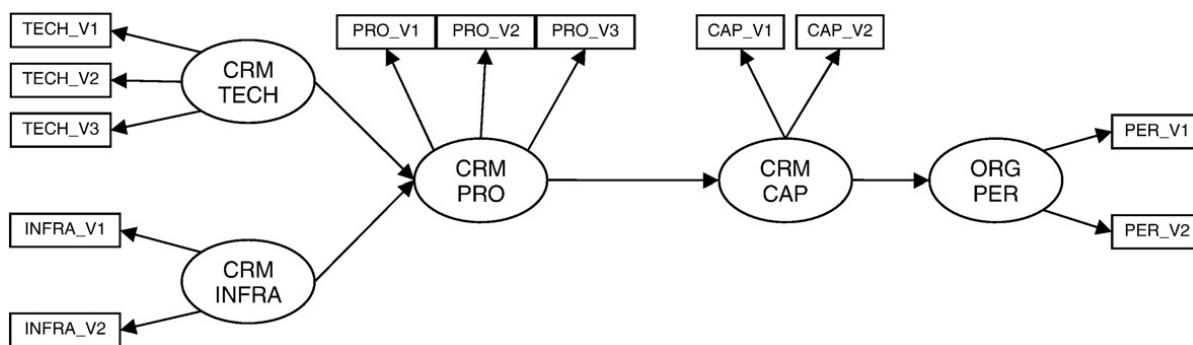 TECH_V1
TECH_V2
TECH_V3
CRM
TECH
PRO_V1
PRO_V2
PRO_V3
CRM
PRO
CAP_V1
CAP_V2
CRM
CAP
ORG
PER
PER_V1
PER_V2
INFRA_V1
INFRA_V2
CRM
INFRA